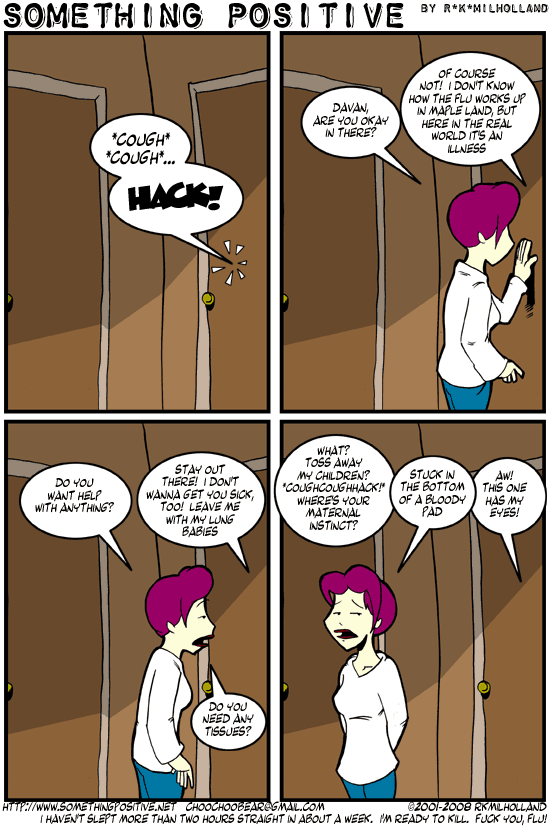 SOMETHING POSITIVE BY R*K*MILHOLLAND
*COUGH*
*COUGH*...
HACK!
DAVAN,
ARE YOU OKAY
IN THERE?
OF COURSE
NOT! I DON'T KNOW
HOW THE FLU WORKS UP
IN MAPLE LAND, BUT
HERE IN THE REAL
WORLD IT'S AN
ILLNESS
DO YOU
WANT HELP
WITH ANYTHING?
STAY OUT
THERE! I DON'T
WANNA GET YOU SICK,
TOO! LEAVE ME
WITH MY LUNG
BABIES
DO YOU
NEED ANY
TISSUES?
WHAT?
TOSS AWAY
MY CHILDREN?
*COUGHCOUGHHACK!*
WHERE'S YOUR
MATERNAL
INSTINCT?
STUCK IN
THE BOTTOM
OF A BLOODY
PAD
AW!
THIS ONE
HAS MY
EYES!
HTTP://WWW.SOMETHINGPOSITIVE.NET CHOOCHOOBEAR@GMAIL.COM ©2001-2008 RKMILHOLLAND
I HAVEN'T SLEPT MORE THAN TWO HOURS STRAIGHT IN ABOUT A WEEK. I'M READY TO KILL. FUCK YOU, FLU!